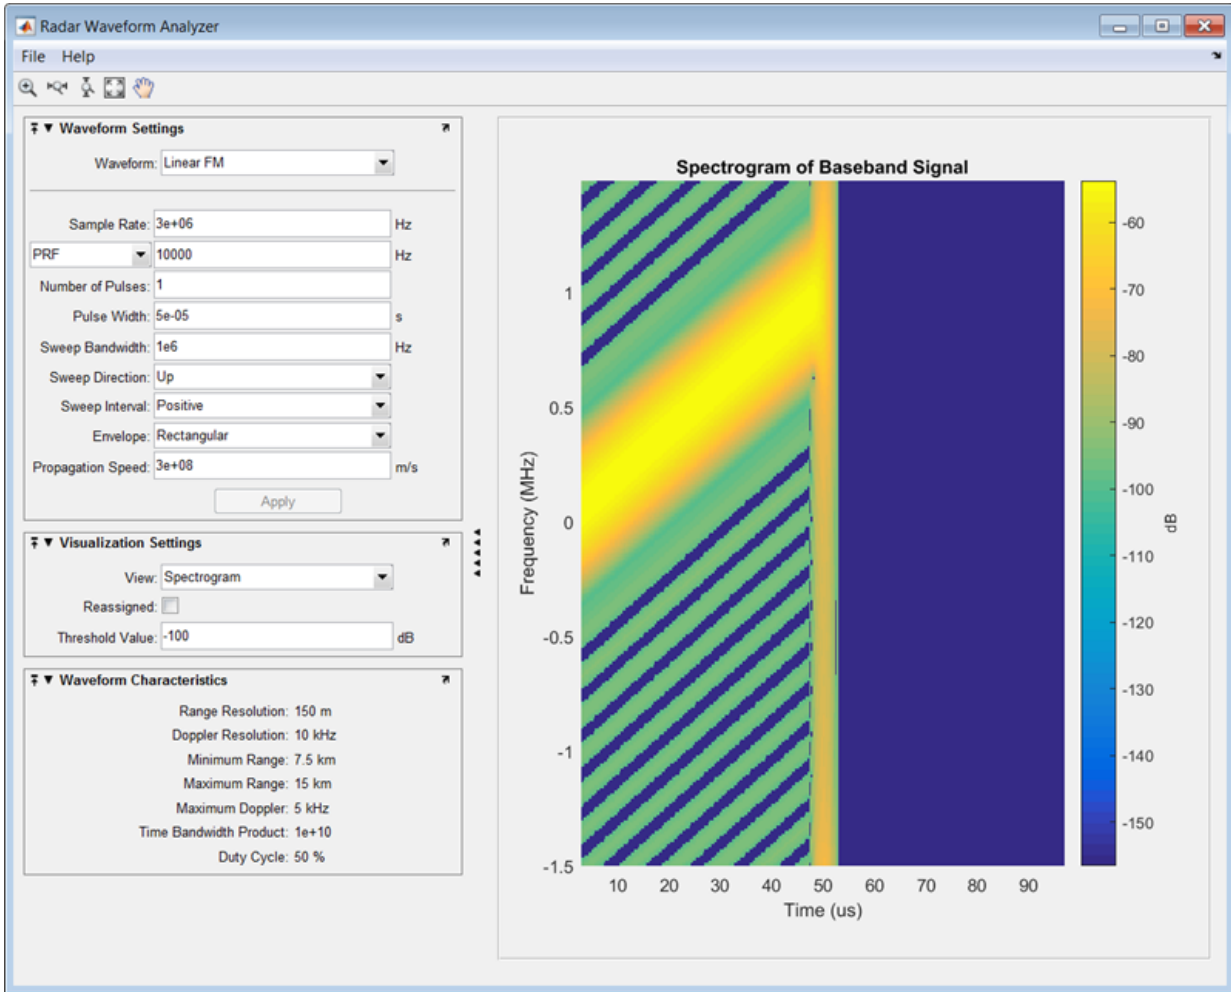 Radar Waveform Analyzer
File Help
Waveform Settings
Waveform: Linear FM
Sample Rate: 3e+06 Hz
PRF 10000 Hz
Number of Pulses: 1
Pulse Width: 5e-05 s
Sweep Bandwidth: 1e6 Hz
Sweep Direction: Up
Sweep Interval: Positive
Envelope: Rectangular
Propagation Speed: 3e+08 m/s
Apply
Visualization Settings
View: Spectrogram
Reassigned:
Threshold Value: -100 dB
Waveform Characteristics
Range Resolution: 150 m
Doppler Resolution: 10 kHz
Minimum Range: 7.5 km
Maximum Range: 15 km
Maximum Doppler: 5 kHz
Time Bandwidth Product: 1e+10
Duty Cycle: 50 %
Spectrogram of Baseband Signal
Frequency (MHz)
1
0.5
0
-0.5
-1
-1.5
10 20 30 40 50 60 70 80 90
Time (us)
-60
-70
-80
-90
-100
-110
-120
-130
-140
-150
dB